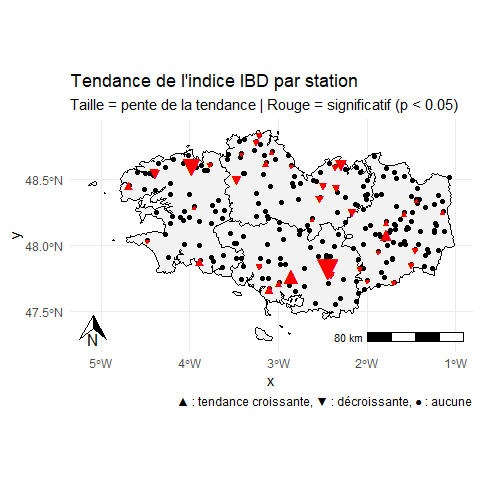 Tendance de l'indice IBD par station
Taille = pente de la tendance | Rouge = significatif (p < 0.05)
48.5°N
48.0°N
47.5°N
y
N
80 km
5°W
4°W
3°W
2°W
1°W
x
▲ : tendance croissante, ▼ : décroissante, ● : aucune